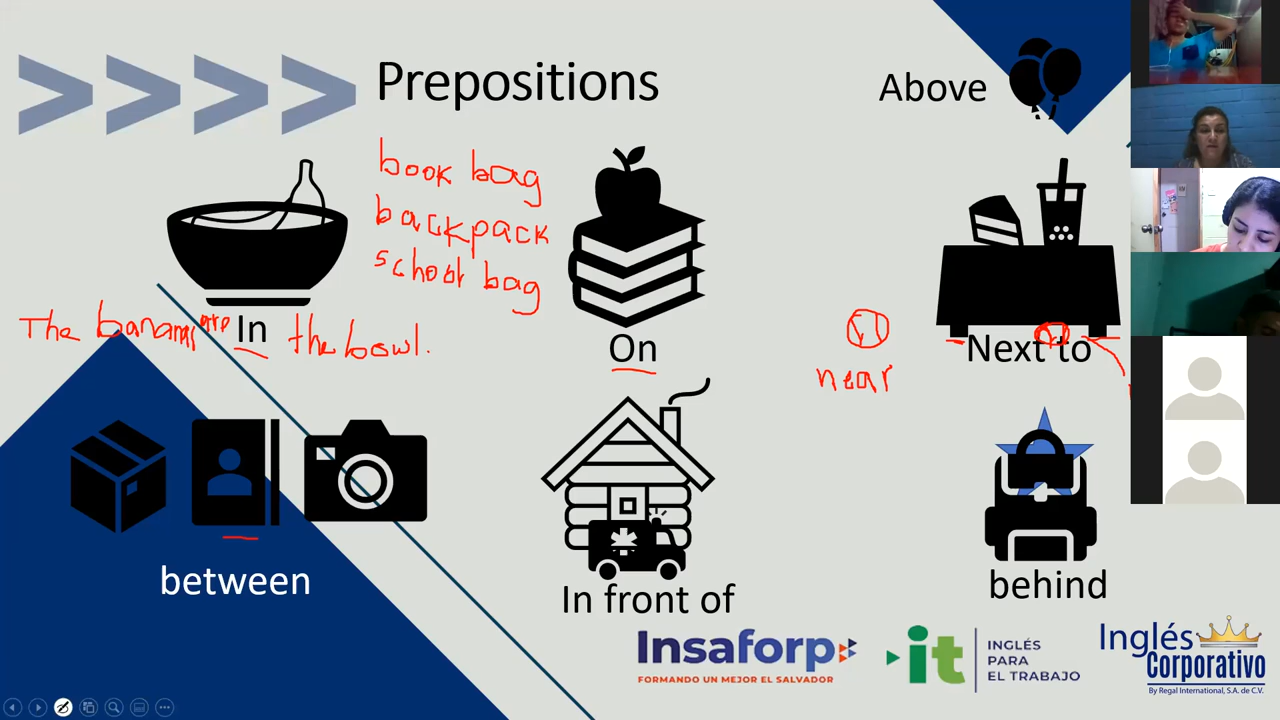 Prepositions
Above
book bag
backpack
school bag
The bananas are In the bowl.
On
Next to
near
between
In front of
behind
Insaforp
FORMANDO UN MEJOR EL SALVADOR
it
INGLÉS
PARA
EL TRABAJO
Inglés
Corporativo
By Regal International, S.A. de C.V.